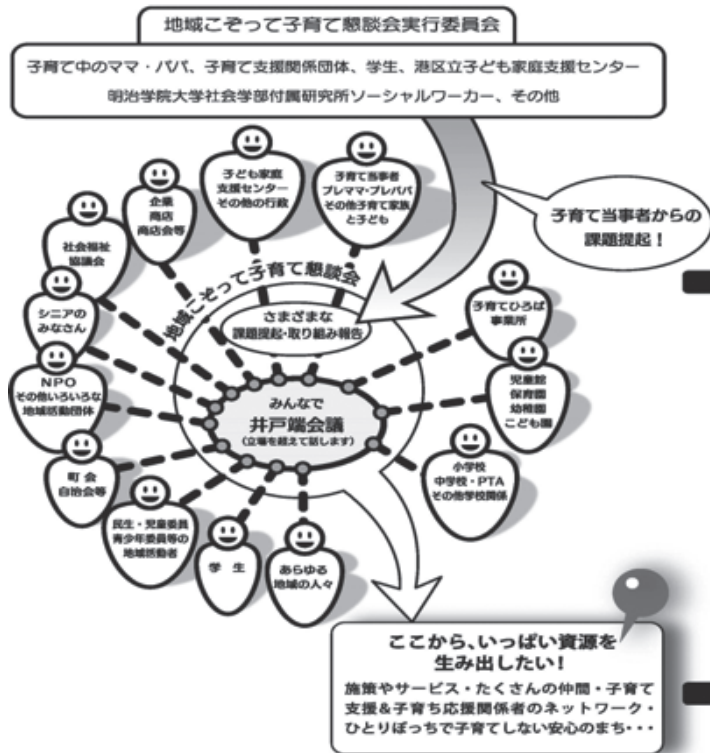 地域こぞって子育て懇談会実行委員会
子育て中のママ・パパ、子育て支援関係団体、学生、港区立子ども家庭支援センター
明治学院大学社会学部付属研究所ソーシャルワーカー、その他
子育て当事者からの
課題提起！
子ども家庭
支援センター
その他の行政
子育て当事者
プレママ・プレパパ
その他子育て家族
と子ども
企業
商店
商店会等
社会福祉
協議会
シニアの
みなさん
NPO
その他いろいろな
地域活動団体
町会
自治会等
民生・児童委員
青少年委員等の
地域活動者
学生
あらゆる
地域の人々
小学校
中学校・PTA
その他学校関係
児童館
保育園
幼稚園
こども園
子育てひろば
事業所
地域こぞって子育て懇談会
さまざまな
課題提起・取り組み報告
みんなで
井戸端会議
(立場を超えて話します)
ここから、いっぱい資源を
生み出したい！
施策やサービス・たくさんの仲間・子育て
支援&子育ち応援関係者のネットワーク・
ひとりぼっちで子育てしない安心のまち・・・